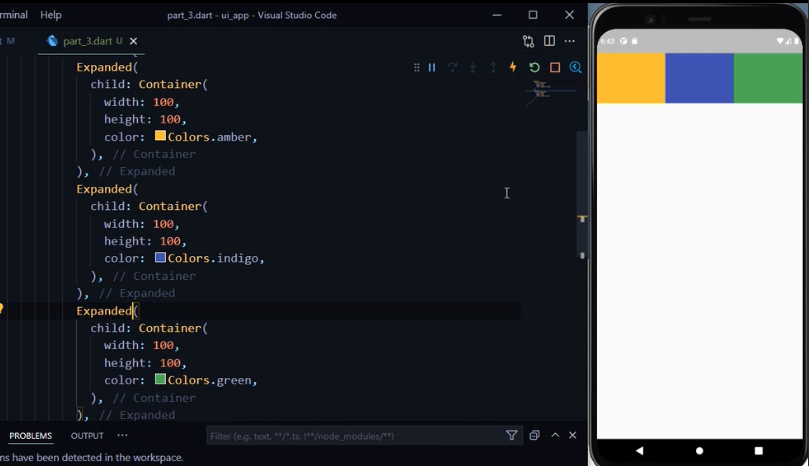 rminal Help part_3.dart - ui_app - Visual Studio Code
t M part_3.dart U
Expanded(
child: Container(
width: 100,
height: 100,
color: Colors.amber,
), // Container
), // Expanded
Expanded(
child: Container(
width: 100,
height: 100,
color: Colors.indigo,
), // Container
), // Expanded
Expanded(
child: Container(
width: 100,
height: 100,
color: Colors.green,
), // Container
), // Expanded
PROBLEMS OUTPUT ... Filter (e.g. text, **/*.ts, !**/node_modules/**)
ns have been detected in the workspace.
:43